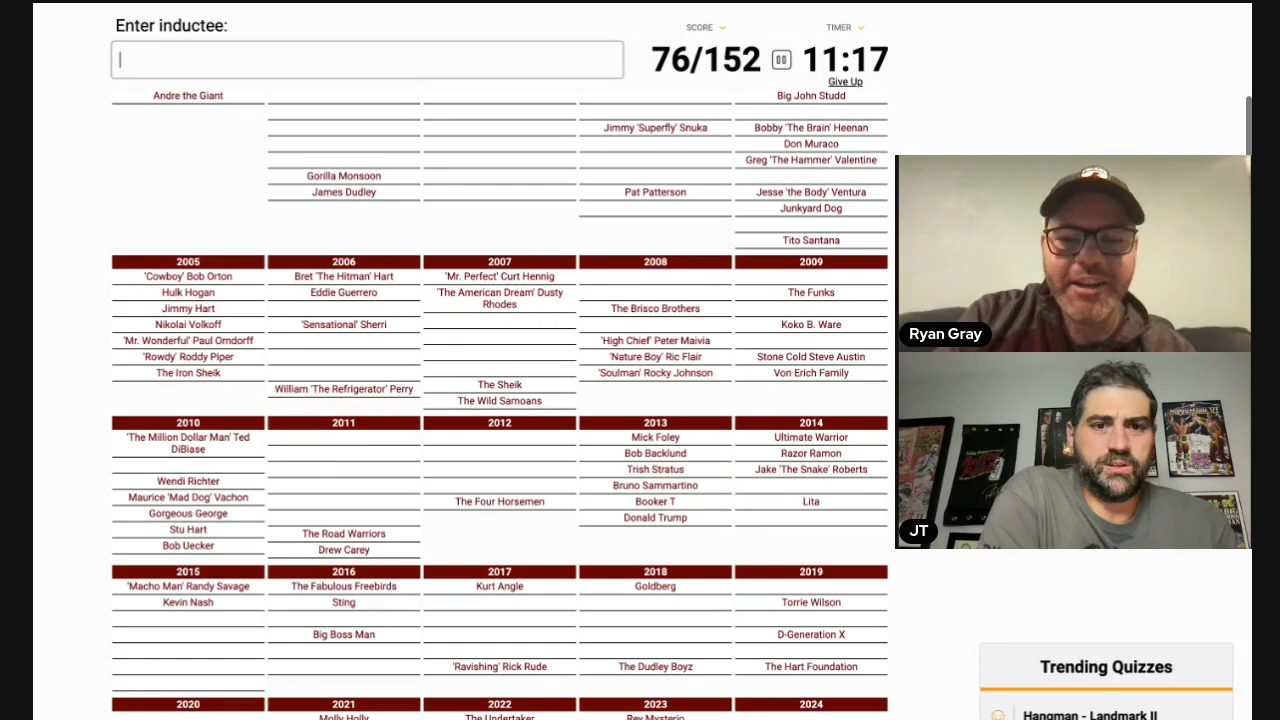 Enter inductee:
SCORE
TIMER
76/152
11:17
Give Up
Andre the Giant
Big John Studd
Jimmy 'Superfly' Snuka
Bobby 'The Brain' Heenan
Don Muraco
Greg 'The Hammer' Valentine
Gorilla Monsoon
James Dudley
Pat Patterson
Jesse 'the Body' Ventura
Junkyard Dog
Tito Santana
2005
2006
2007
2008
2009
'Cowboy' Bob Orton
Bret 'The Hitman' Hart
'Mr. Perfect' Curt Hennig
Hulk Hogan
Eddie Guerrero
'The American Dream' Dusty
Rhodes
The Funks
Jimmy Hart
The Brisco Brothers
Nikolai Volkoff
'Sensational' Sherri
Koko B. Ware
'Mr. Wonderful' Paul Orndorff
'High Chief' Peter Maivia
'Rowdy' Roddy Piper
'Nature Boy' Ric Flair
Stone Cold Steve Austin
The Iron Sheik
'Soulman' Rocky Johnson
Von Erich Family
William 'The Refrigerator' Perry
The Sheik
The Wild Samoans
2010
2011
2012
2013
2014
'The Million Dollar Man' Ted
DiBiase
Mick Foley
Ultimate Warrior
Bob Backlund
Razor Ramon
Trish Stratus
Jake 'The Snake' Roberts
Wendi Richter
Bruno Sammartino
Maurice 'Mad Dog' Vachon
The Four Horsemen
Booker T
Lita
Gorgeous George
Donald Trump
Stu Hart
The Road Warriors
Bob Uecker
Drew Carey
2015
2016
2017
2018
2019
'Macho Man' Randy Savage
The Fabulous Freebirds
Kurt Angle
Goldberg
Kevin Nash
Sting
Torrie Wilson
Big Boss Man
D-Generation X
'Ravishing' Rick Rude
The Dudley Boyz
The Hart Foundation
2020
2021
2022
2023
2024
Molly Holly
The Undertaker
Rey Mysterio
Ryan Gray
JT
Trending Quizzes
Hangman - Landmark II